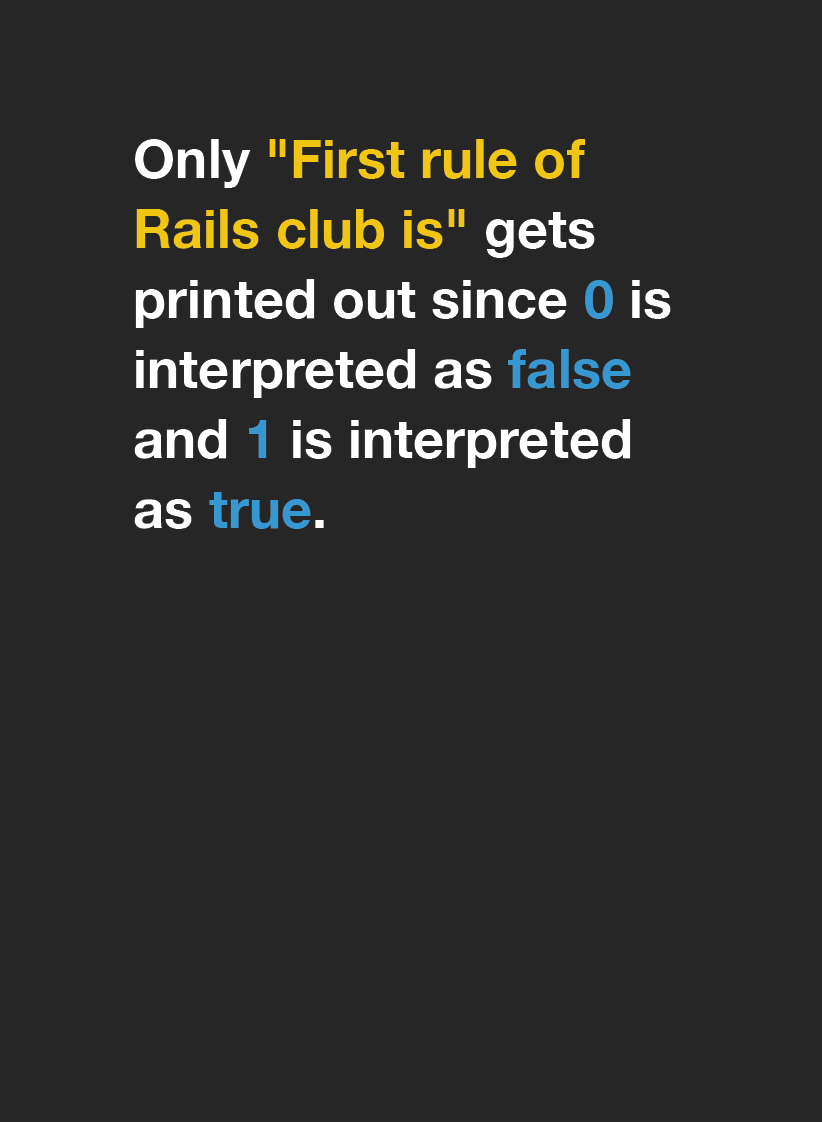 Only "First rule of
Rails club is" gets
printed out since 0 is
interpreted as false
and 1 is interpreted
as true.